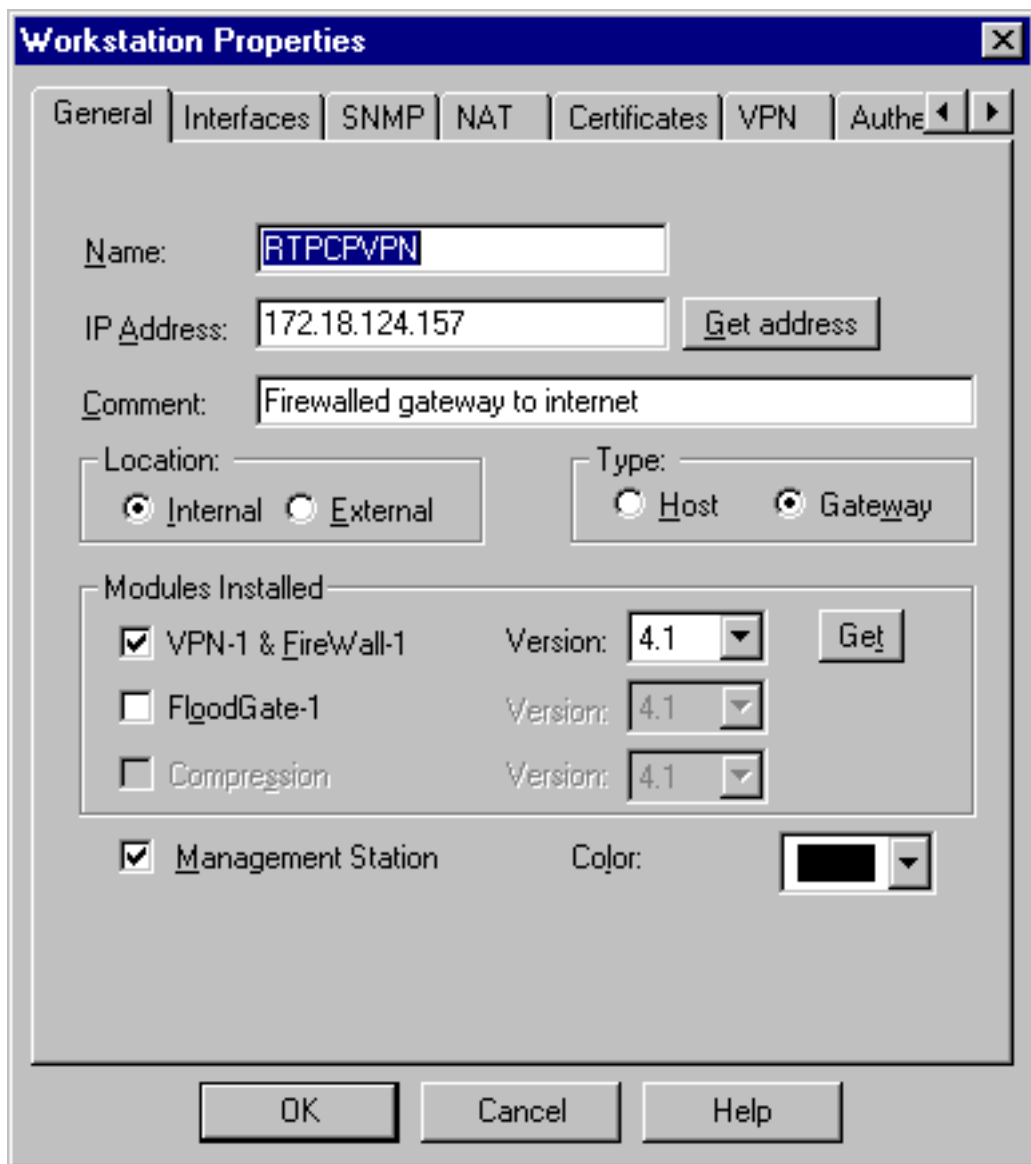 Workstation Properties
General Interfaces SNMP NAT Certificates VPN Authe
Name: RTPCPVPN
IP Address: 172.18.124.157 Get address
Comment: Firewalled gateway to internet
Location: Type:
Internal External Host Gateway
Modules Installed
VPN-1 & FireWall-1 Version: 4.1 Get
FloodGate-1 Version: 4.1
Compression Version: 4.1
Management Station Color:
OK Cancel Help